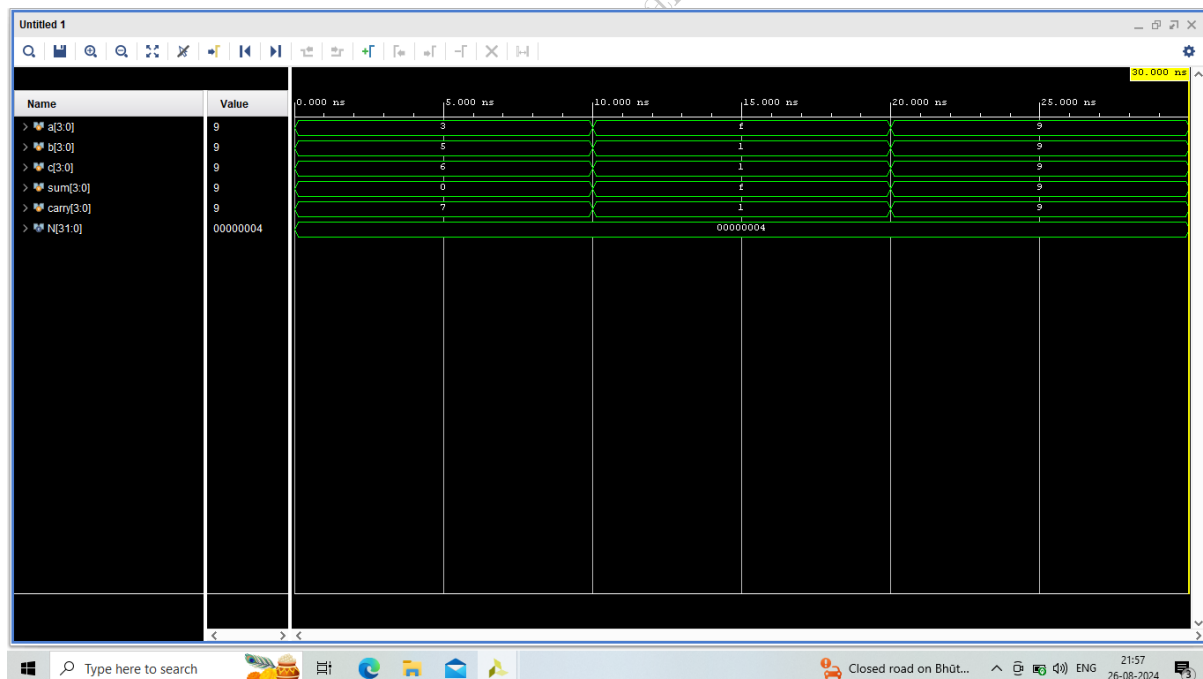 Untitled 1
30.000 ns
Name Value 0.000 ns 5.000 ns 10.000 ns 15.000 ns 20.000 ns 25.000 ns
a[3:0] 9 3 f 9
b[3:0] 9 5 1 9
c[3:0] 9 6 1 9
sum[3:0] 9 0 f 9
carry[3:0] 9 7 1 9
N[31:0] 00000004 00000004
Type here to search Closed road on Bhūt... ENG 21:57
26-08-2024 3